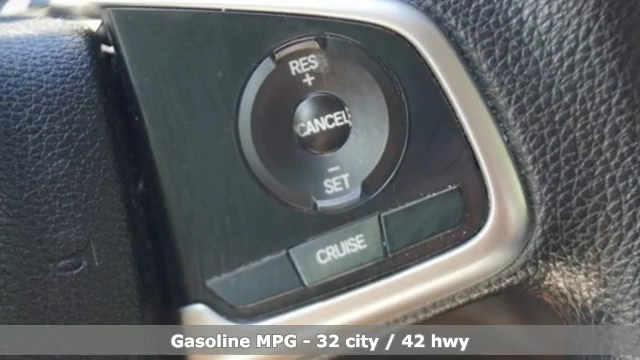 RES
+
CANCEL
–
SET
CRUISE
Gasoline MPG - 32 city / 42 hwy